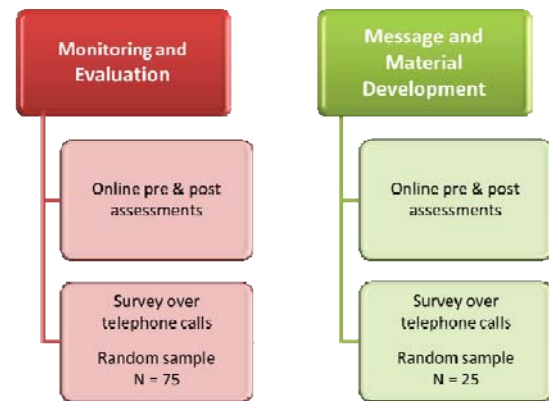 Monitoring and
Evaluation
Online pre & post
assessments
Survey over
telephone calls
Random sample
N = 75
Message and
Material
Development
Online pre & post
assessments
Survey over
telephone calls
Random sample
N = 25